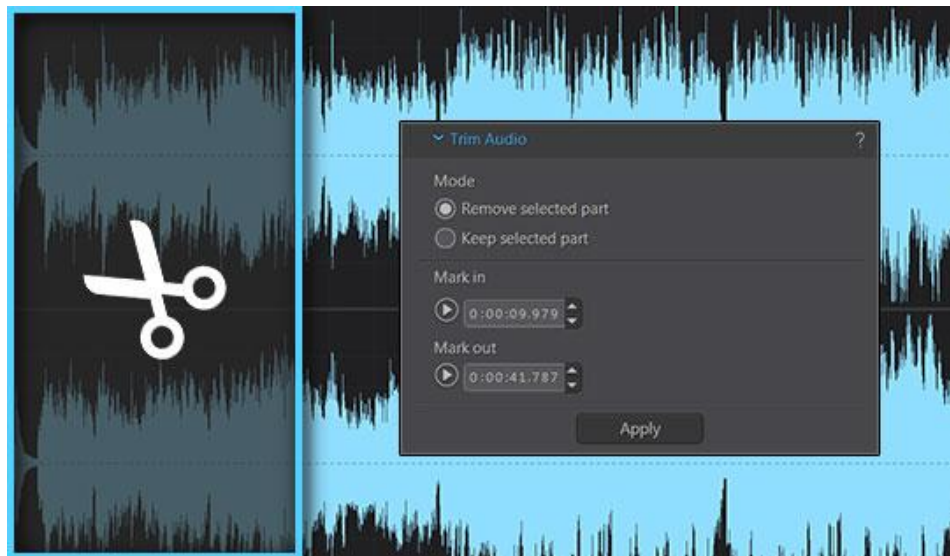 Trim Audio ?
Mode
Remove selected part
Keep selected part
Mark in
0:00:09.979
Mark out
0:00:41.787
Apply